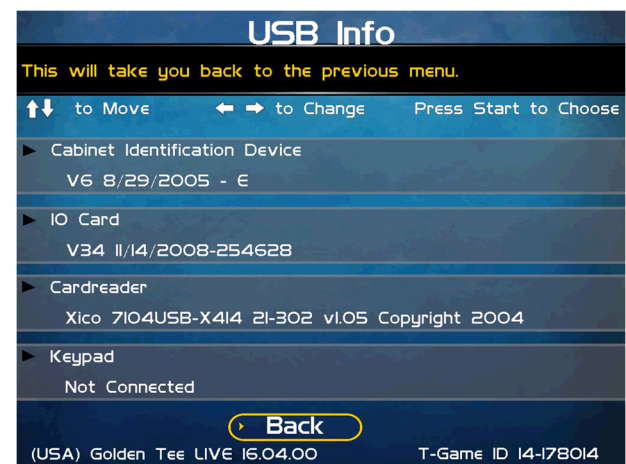 USB Info
This will take you back to the previous menu.
to Move to Change Press Start to Choose
Cabinet Identification Device
V6 8/29/2005 - E
IO Card
V34 11/14/2008-254628
Cardreader
Xico 7104USB-X414 21-302 v1.05 Copyright 2004
Keypad
Not Connected
Back
(USA) Golden Tee LIVE 16.04.00 T-Game ID 14-178014